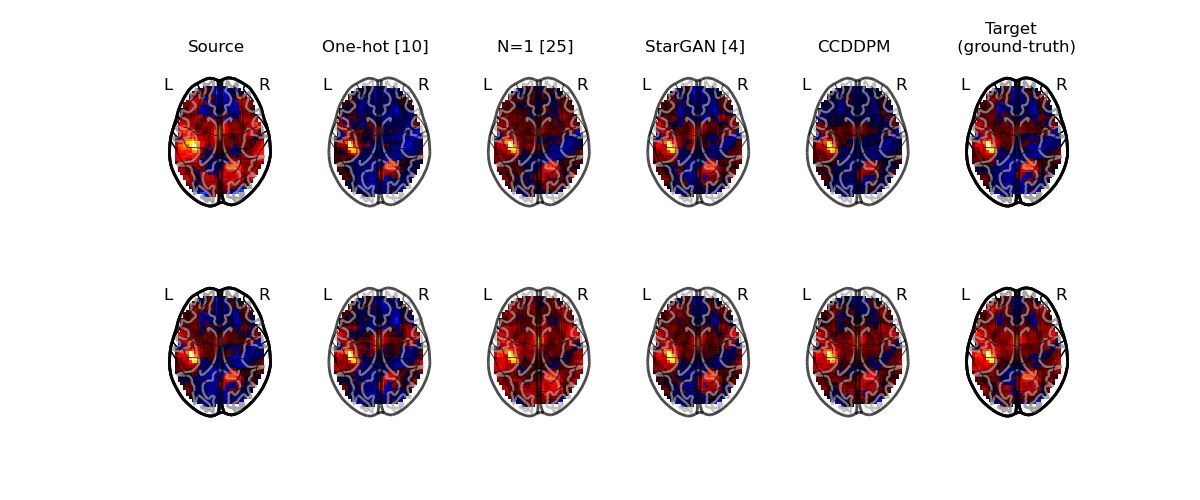 Source
One-hot [10]
N=1 [25]
StarGAN [4]
CCDDPM
Target
(ground-truth)
L R L R L R L R L R L R
L R L R L R L R L R L R